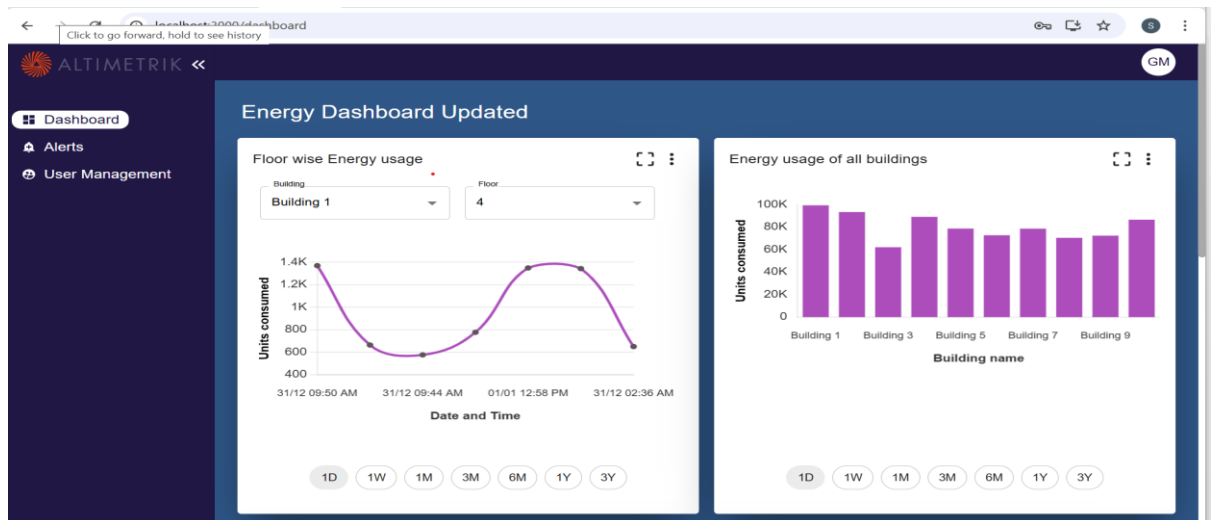 localhost:3000/dashboard
S
Click to go forward, hold to see history
ALTIMETRIK «
GM
Dashboard
Alerts
User Management
Energy Dashboard Updated
Floor wise Energy usage
Building
Building 1
Floor
4
Units consumed
1.4K
1.2K
1K
800
600
400
31/12 09:50 AM
31/12 09:44 AM
01/01 12:58 PM
31/12 02:36 AM
Date and Time
1D
1W
1M
3M
6M
1Y
3Y
Energy usage of all buildings
Units consumed
100K
80K
60K
40K
20K
0
Building 1
Building 3
Building 5
Building 7
Building 9
Building name
1D
1W
1M
3M
6M
1Y
3Y